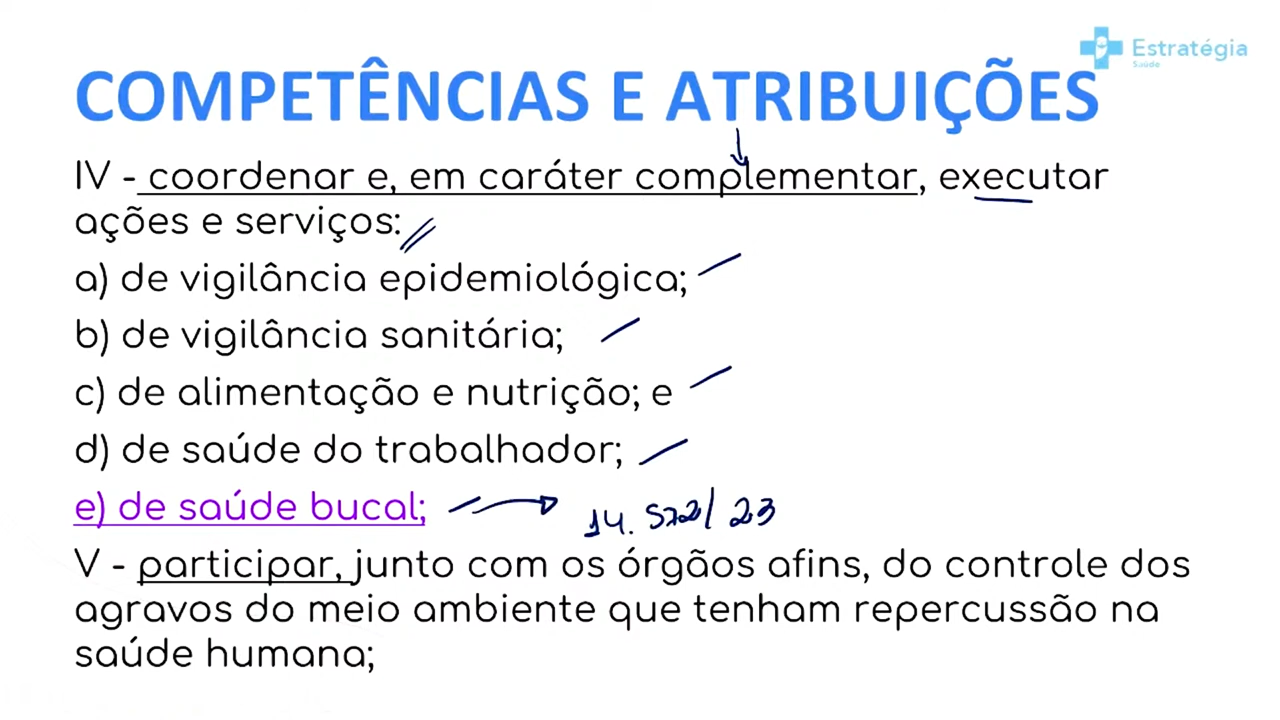 Estratégia
Saúde
COMPETÊNCIAS E ATRIBUIÇÕES
IV - coordenar e, em caráter complementar, executar
ações e serviços:
a) de vigilância epidemiológica;
b) de vigilância sanitária;
c) de alimentação e nutrição; e
d) de saúde do trabalhador;
e) de saúde bucal; 14.572/23
V - participar, junto com os órgãos afins, do controle dos
agravos do meio ambiente que tenham repercussão na
saúde humana;